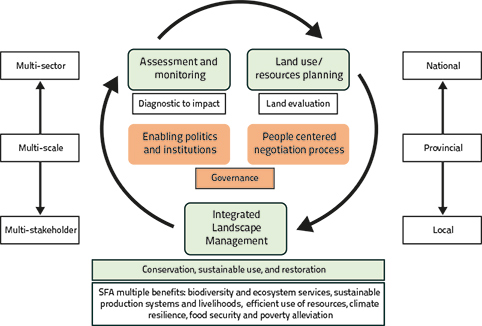 Multi-sector
Multi-scale
Multi-stakeholder
Assessment and
monitoring
Diagnostic to impact
Land use/
resources planning
Land evaluation
Enabling politics
and institutions
People centered
negotiation process
Governance
Integrated
Landscape
Management
Conservation, sustainable use, and restoration
SFA multiple benefits: biodiversity and ecosystem services, sustainable
production systems and livelihoods, efficient use of resources, climate
resilience, food security and poverty alleviation
National
Provincial
Local